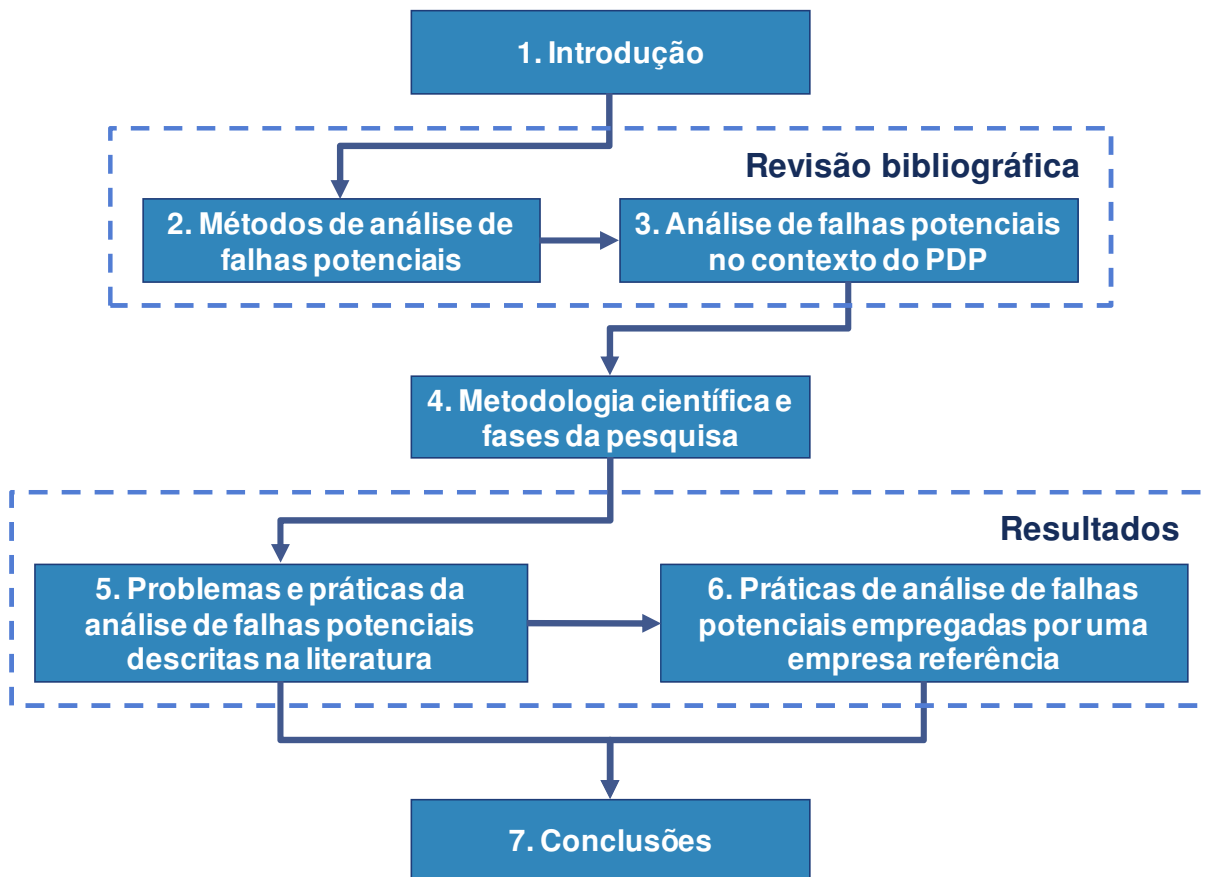 1. Introdução
Revisão bibliográfica
2. Métodos de análise de
falhas potenciais
3. Análise de falhas potenciais
no contexto do PDP
4. Metodologia científica e
fases da pesquisa
Resultados
5. Problemas e práticas da
análise de falhas potenciais
descritas na literatura
6. Práticas de análise de falhas
potenciais empregadas por uma
empresa referência
7. Conclusões